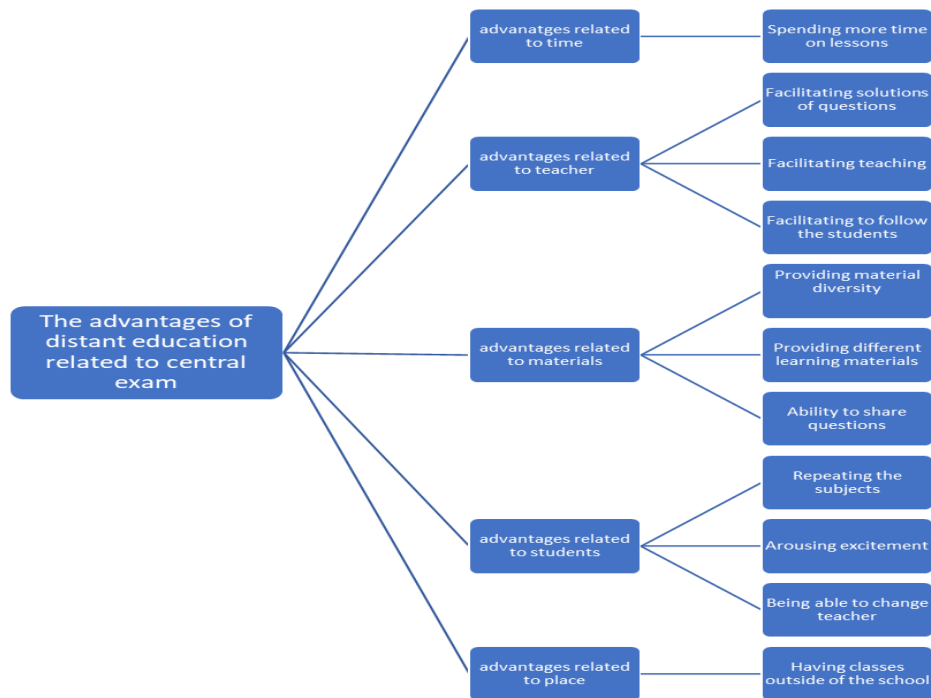 The advantages of
distant education
related to central
exam
advanatges related
to time
Spending more time
on lessons
advantages related
to teacher
Facilitating solutions
of questions
Facilitating teaching
Facilitating to follow
the students
advantages related
to materials
Providing material
diversity
Providing different
learning materials
Ability to share
questions
advantages related
to students
Repeating the
subjects
Arousing excitement
Being able to change
teacher
advantages related
to place
Having classes
outside of the school